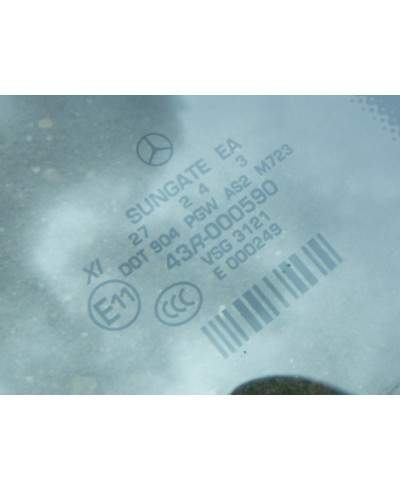 SUNGATE EA
27 2 4 3
XI DOT 904 PGW AS2 M723
43R-000590
VSG 3121
E 000249
E11
CCC